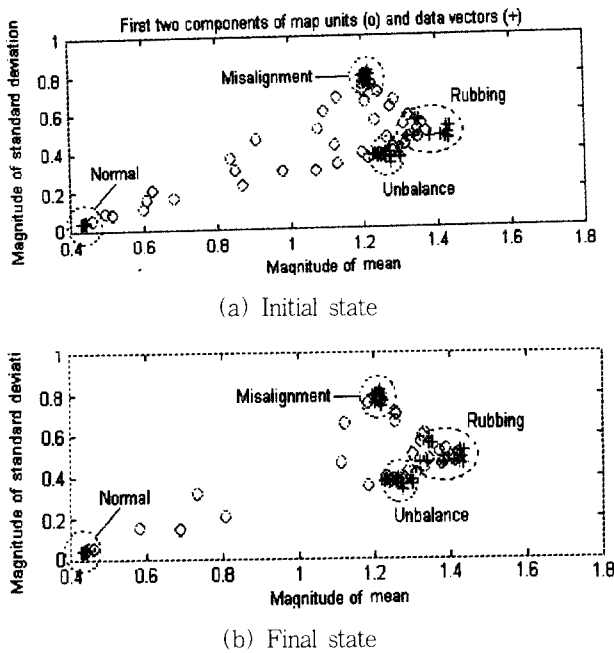 First two components of map units (o) and data vectors (+)
Magnitude of standard deviation
1
0.8
0.6
0.4
0.2
0
Misalignment
Rubbing
Normal
Unbalance
0.4
0.6
0.8
1
1.2
1.4
1.6
1.8
Magnitude of mean
(a) Initial state
Magnitude of standard deviati
1
0.8
0.6
0.4
0.2
0
Misalignment
Rubbing
Normal
Unbalance
0.4
0.6
0.8
1
1.2
1.4
1.6
1.8
Magnitude of mean
(b) Final state